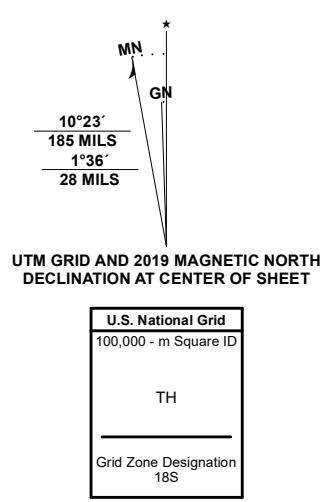 MN
GN
10°23´
185 MILS
1°36´
28 MILS
UTM GRID AND 2019 MAGNETIC NORTH
DECLINATION AT CENTER OF SHEET
U.S. National Grid
100,000 - m Square ID
TH
Grid Zone Designation
18S